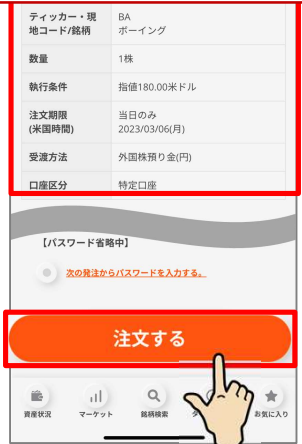 ティッカー・現 BA
地コード/銘柄 ボーイング
数量 1株
執行条件 指値180.00米ドル
注文期限 当日のみ
(米国時間) 2023/03/06(月)
受渡方法 外国株預り金(円)
口座区分 特定口座
【パスワード省略中】
次の発注からパスワードを入力する。
注文する
資産状況 マーケット 銘柄検索 お気に入り